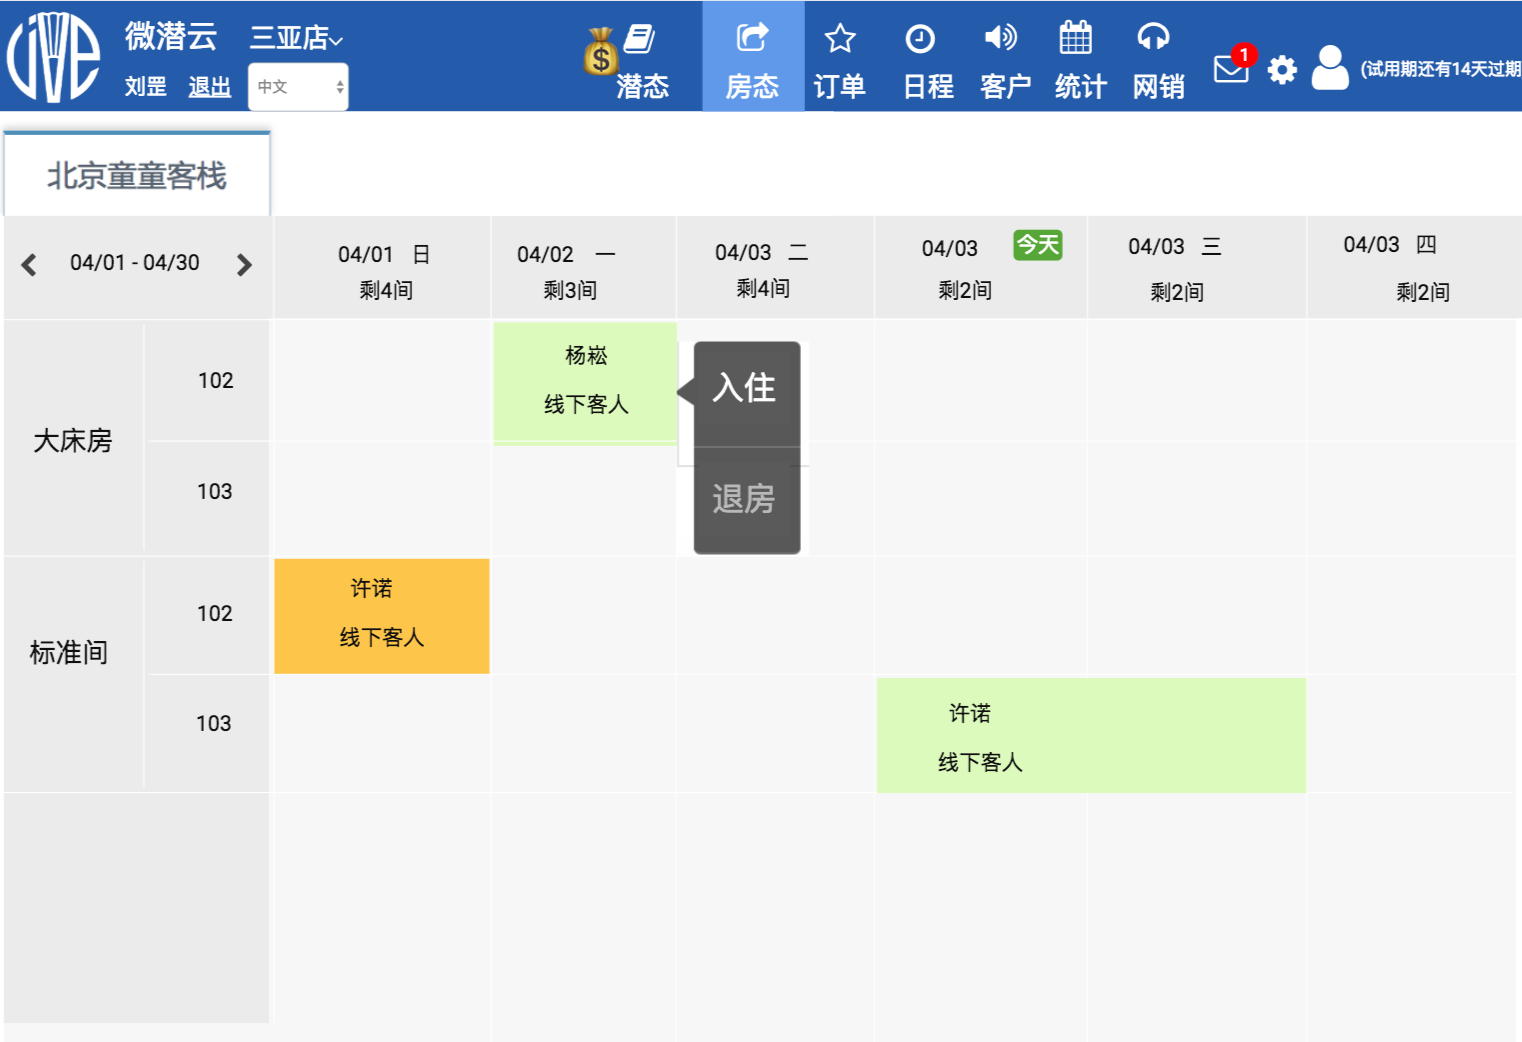 LIVE
微潜云 三亚店
刘罡 退出 中文
潜态 房态 订单 日程 客户 统计 网销
1
(试用期还有14天过期
北京童童客栈
04/01 - 04/30
04/01 日
剩4间
04/02 一
剩3间
04/03 二
剩4间
04/03 今天
剩2间
04/03 三
剩2间
04/03 四
剩2间
大床房
102
杨崧
线下客人
入住
退房
103
标准间
102
许诺
线下客人
103
许诺
线下客人